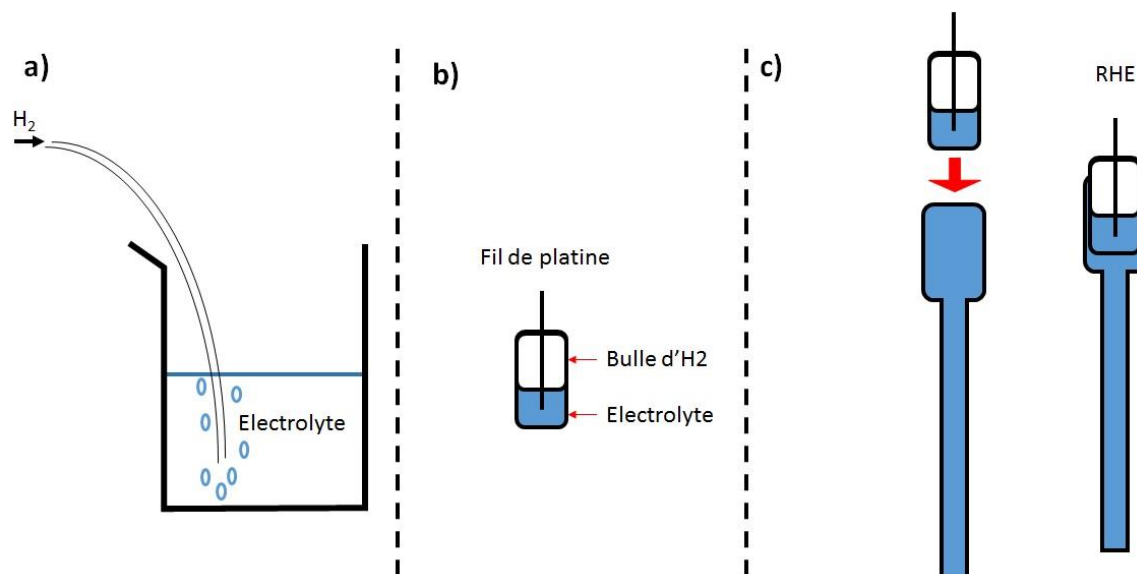 a)
H2
Electrolyte
b)
Fil de platine
Bulle d'H2
Electrolyte
c)
RHE